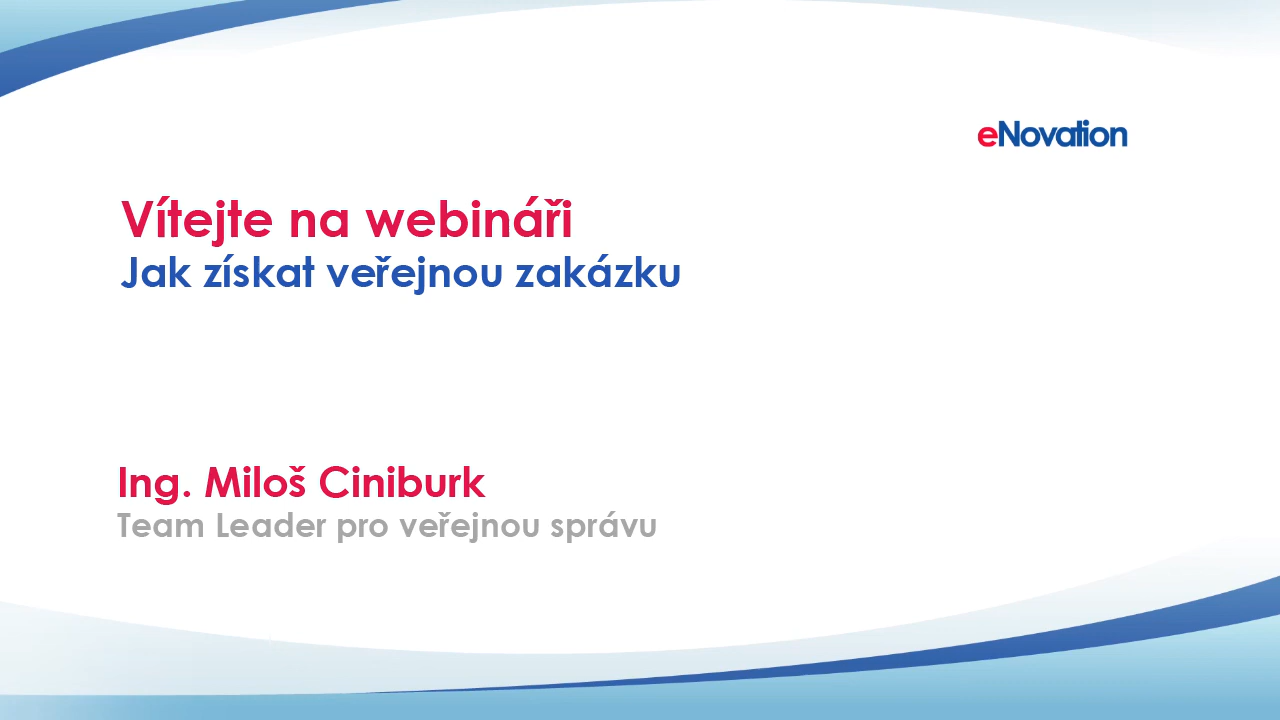 eNovation
Vítejte na webináři
Jak získat veřejnou zakázku
Ing. Miloš Ciniburk
Team Leader pro veřejnou správu